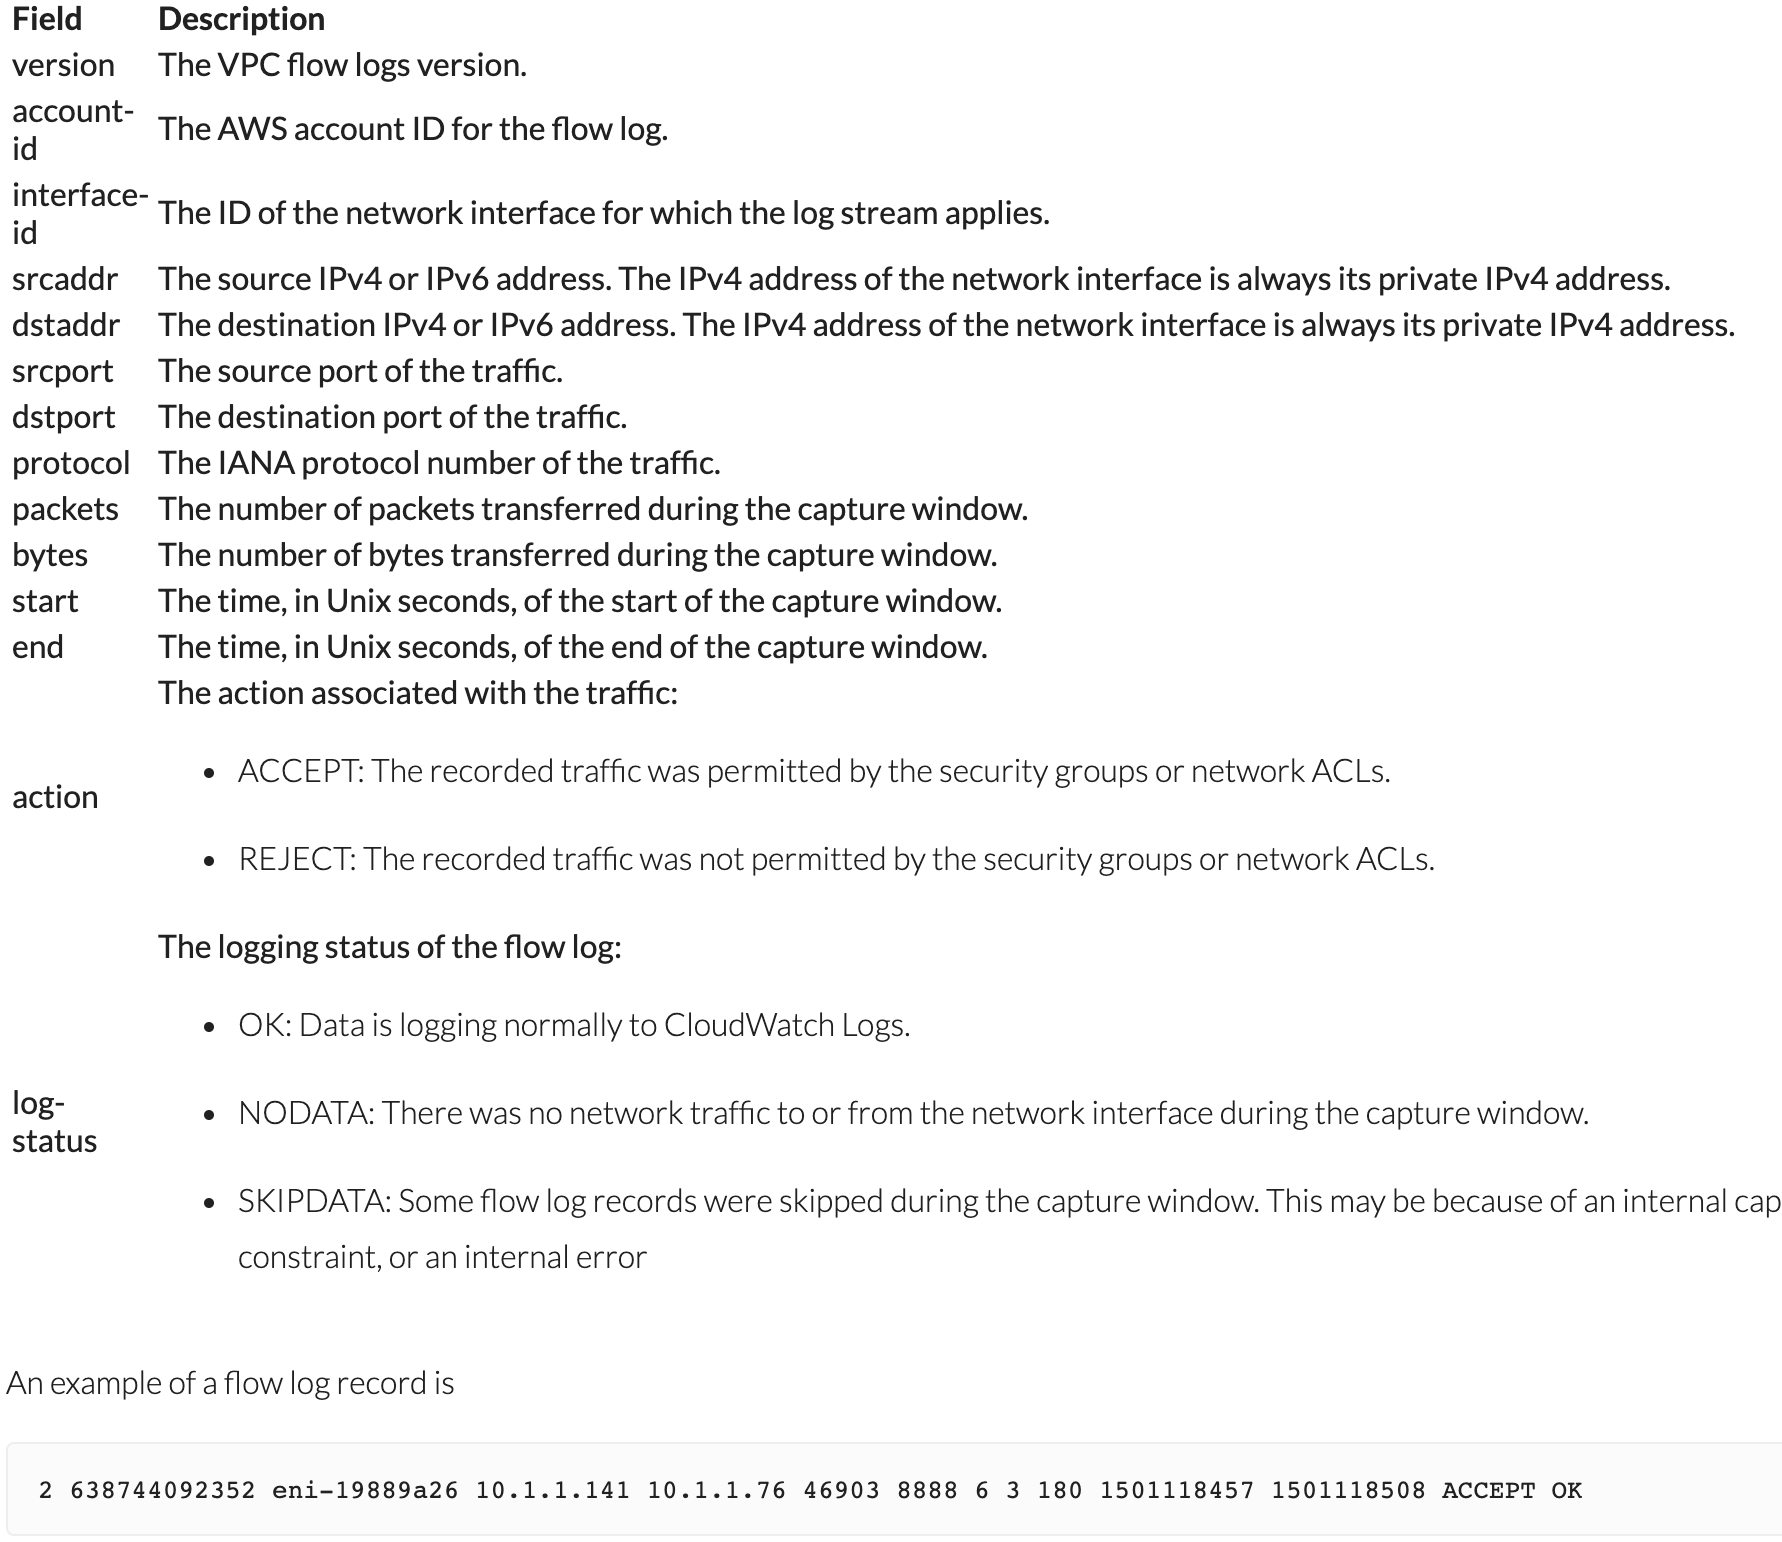 Field Description
version The VPC flow logs version.
account-
id The AWS account ID for the flow log.
interface-
id The ID of the network interface for which the log stream applies.
srcaddr The source IPv4 or IPv6 address. The IPv4 address of the network interface is always its private IPv4 address.
dstaddr The destination IPv4 or IPv6 address. The IPv4 address of the network interface is always its private IPv4 address.
srcport The source port of the traffic.
dstport The destination port of the traffic.
protocol The IANA protocol number of the traffic.
packets The number of packets transferred during the capture window.
bytes The number of bytes transferred during the capture window.
start The time, in Unix seconds, of the start of the capture window.
end The time, in Unix seconds, of the end of the capture window.
action
The action associated with the traffic:
• ACCEPT: The recorded traffic was permitted by the security groups or network ACLs.
• REJECT: The recorded traffic was not permitted by the security groups or network ACLs.
log-
status
The logging status of the flow log:
• OK: Data is logging normally to CloudWatch Logs.
• NODATA: There was no network traffic to or from the network interface during the capture window.
• SKIPDATA: Some flow log records were skipped during the capture window. This may be because of an internal cap
constraint, or an internal error
An example of a flow log record is
2 638744092352 eni-19889a26 10.1.1.141 10.1.1.76 46903 8888 6 3 180 1501118457 1501118508 ACCEPT OK